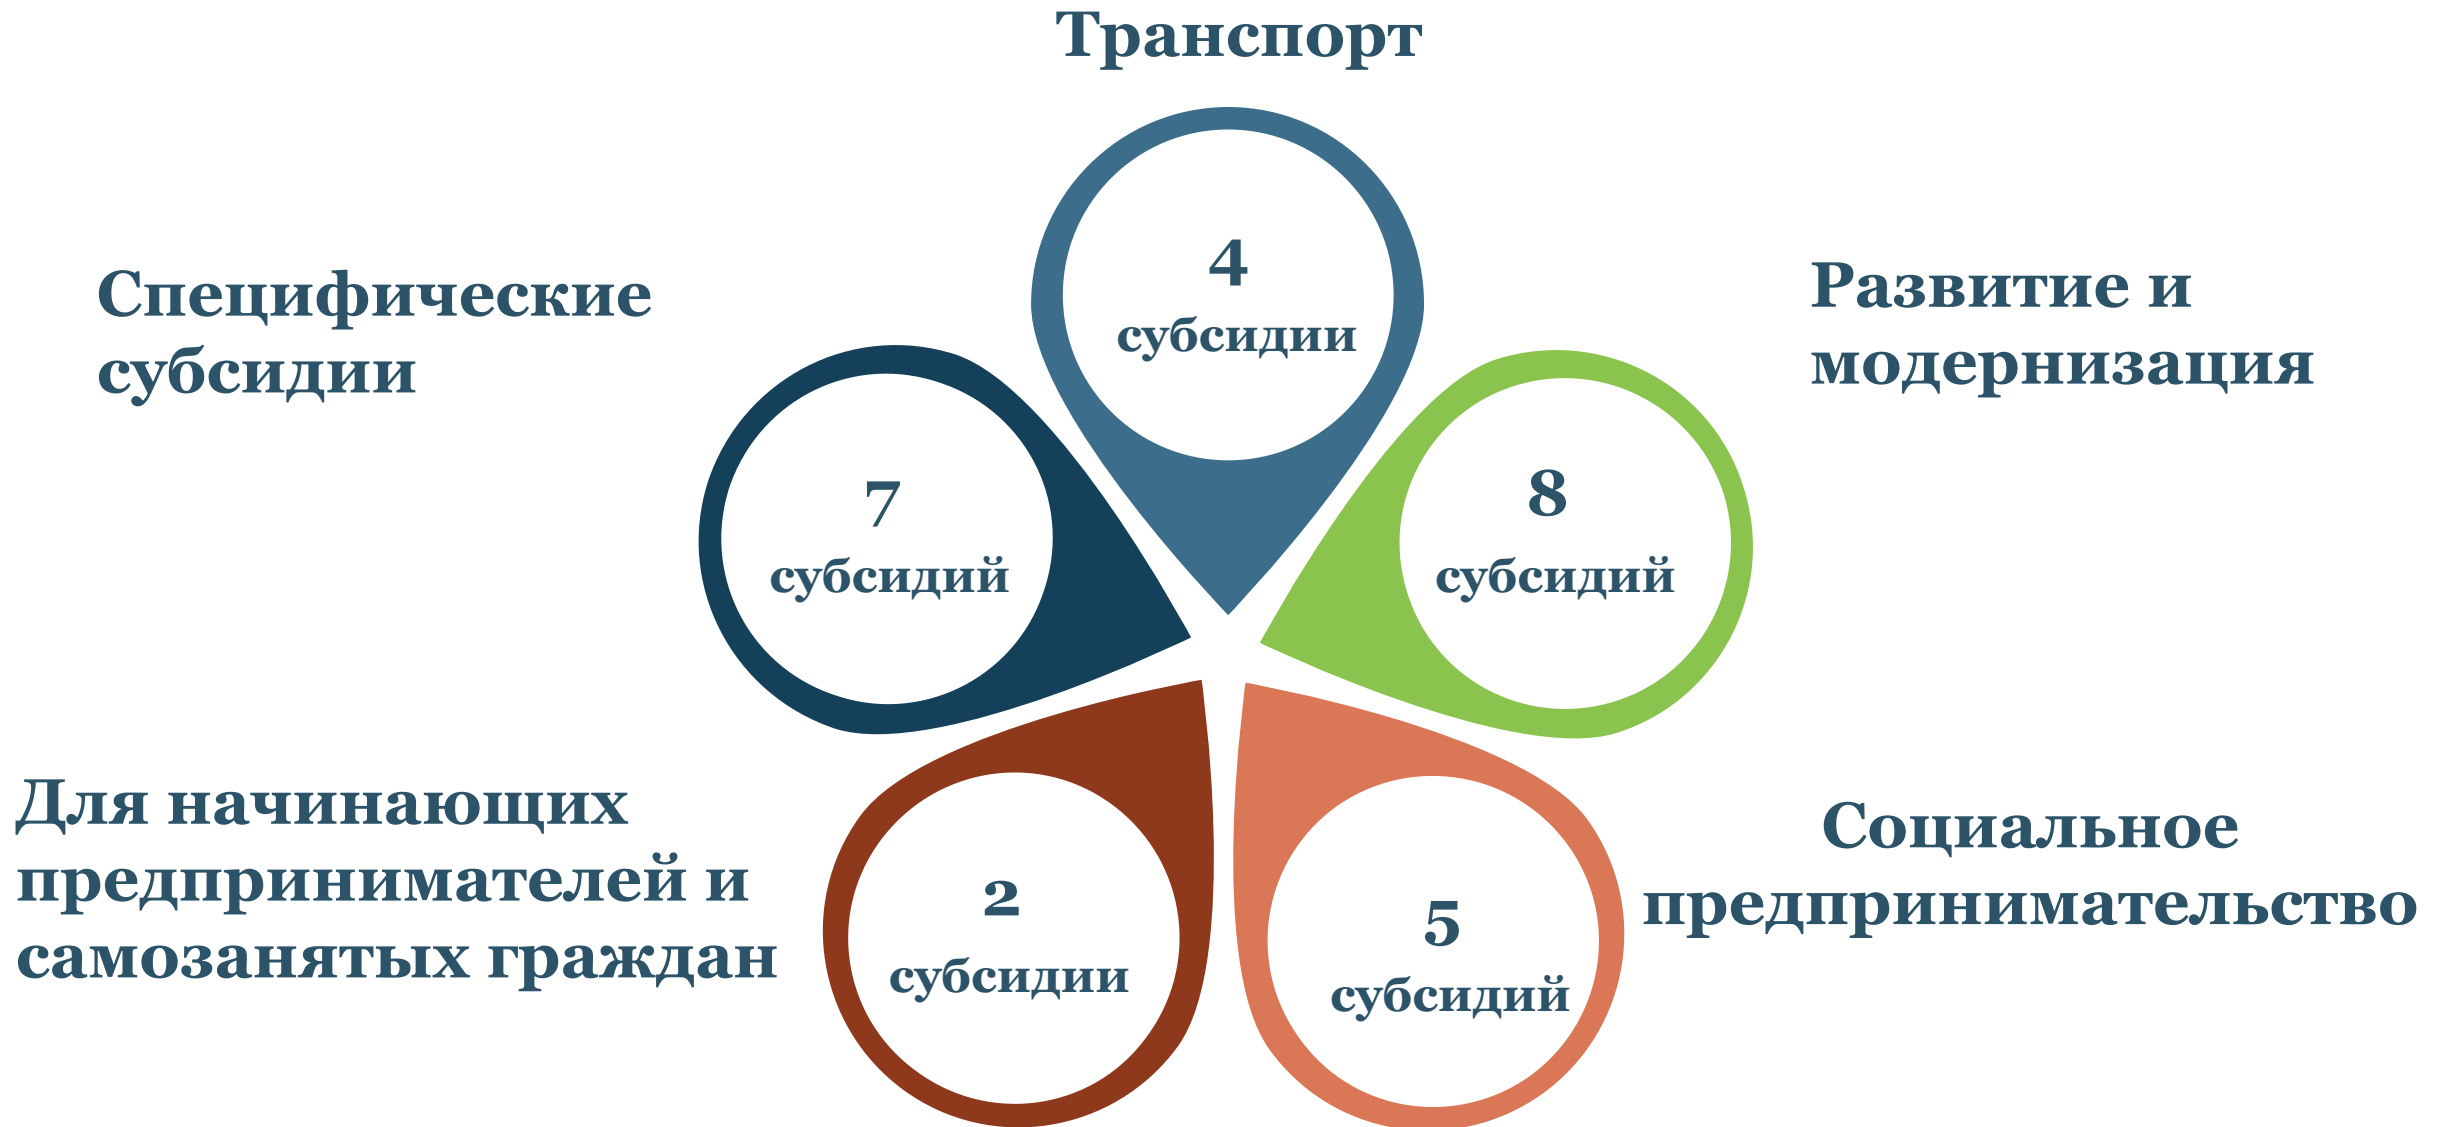 Транспорт
4
субсидии
Специфические
субсидии
7
субсидий
Развитие и
модернизация
8
субсидий
Для начинающих
предпринимателей и
самозанятых граждан
2
субсидии
Социальное
предпринимательство
5
субсидий